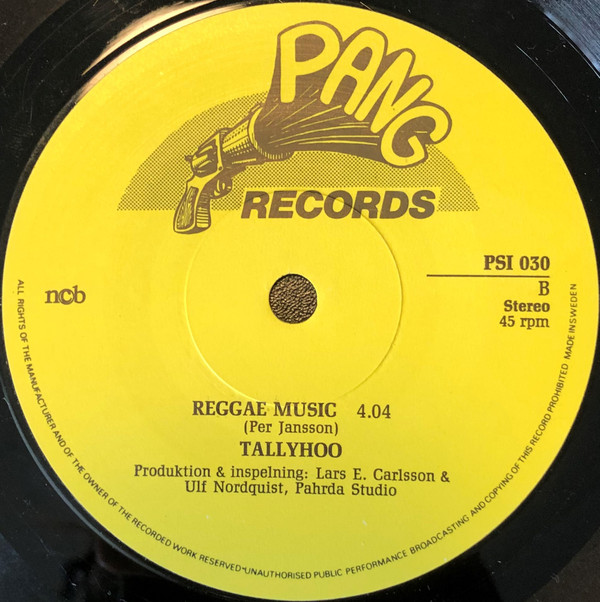 PANG
RECORDS
PSI 030
B
Stereo
45 rpm
ncb
REGGAE MUSIC 4.04
(Per Jansson)
TALLYHOO
Produktion & inspelning: Lars E. Carlsson &
Ulf Nordquist, Pahrda Studio
ALL RIGHTS OF THE MANUFACTURER AND OF THE OWNER OF THE RECORDED WORK RESERVED•UNAUTHORISED PUBLIC PERFORMANCE BROADCASTING AND COPYING OF THIS RECORD PROHIBITED MADE IN SWEDEN